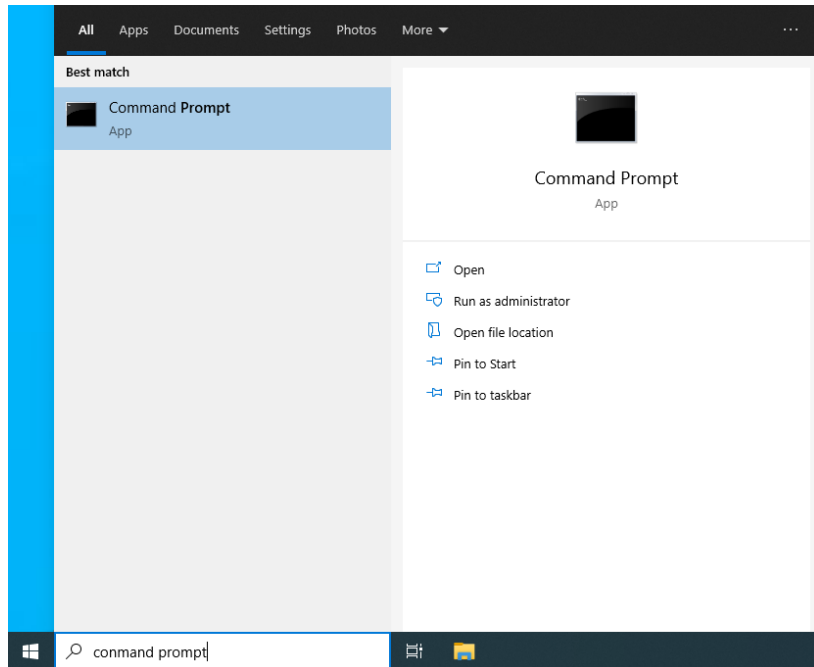 All Apps Documents Settings Photos More
Best match
Command Prompt
App
Command Prompt
App
Open
Run as administrator
Open file location
Pin to Start
Pin to taskbar
conmand prompt